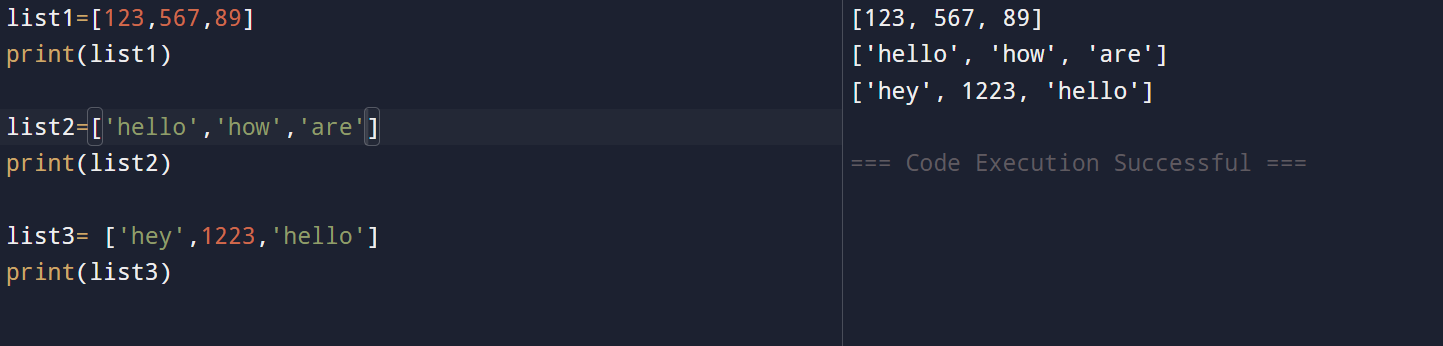 list1=[123,567,89]
print(list1)
list2=['hello','how','are']
print(list2)
list3= ['hey',1223,'hello']
print(list3)
[123, 567, 89]
['hello', 'how', 'are']
['hey', 1223, 'hello']
=== Code Execution Successful ===